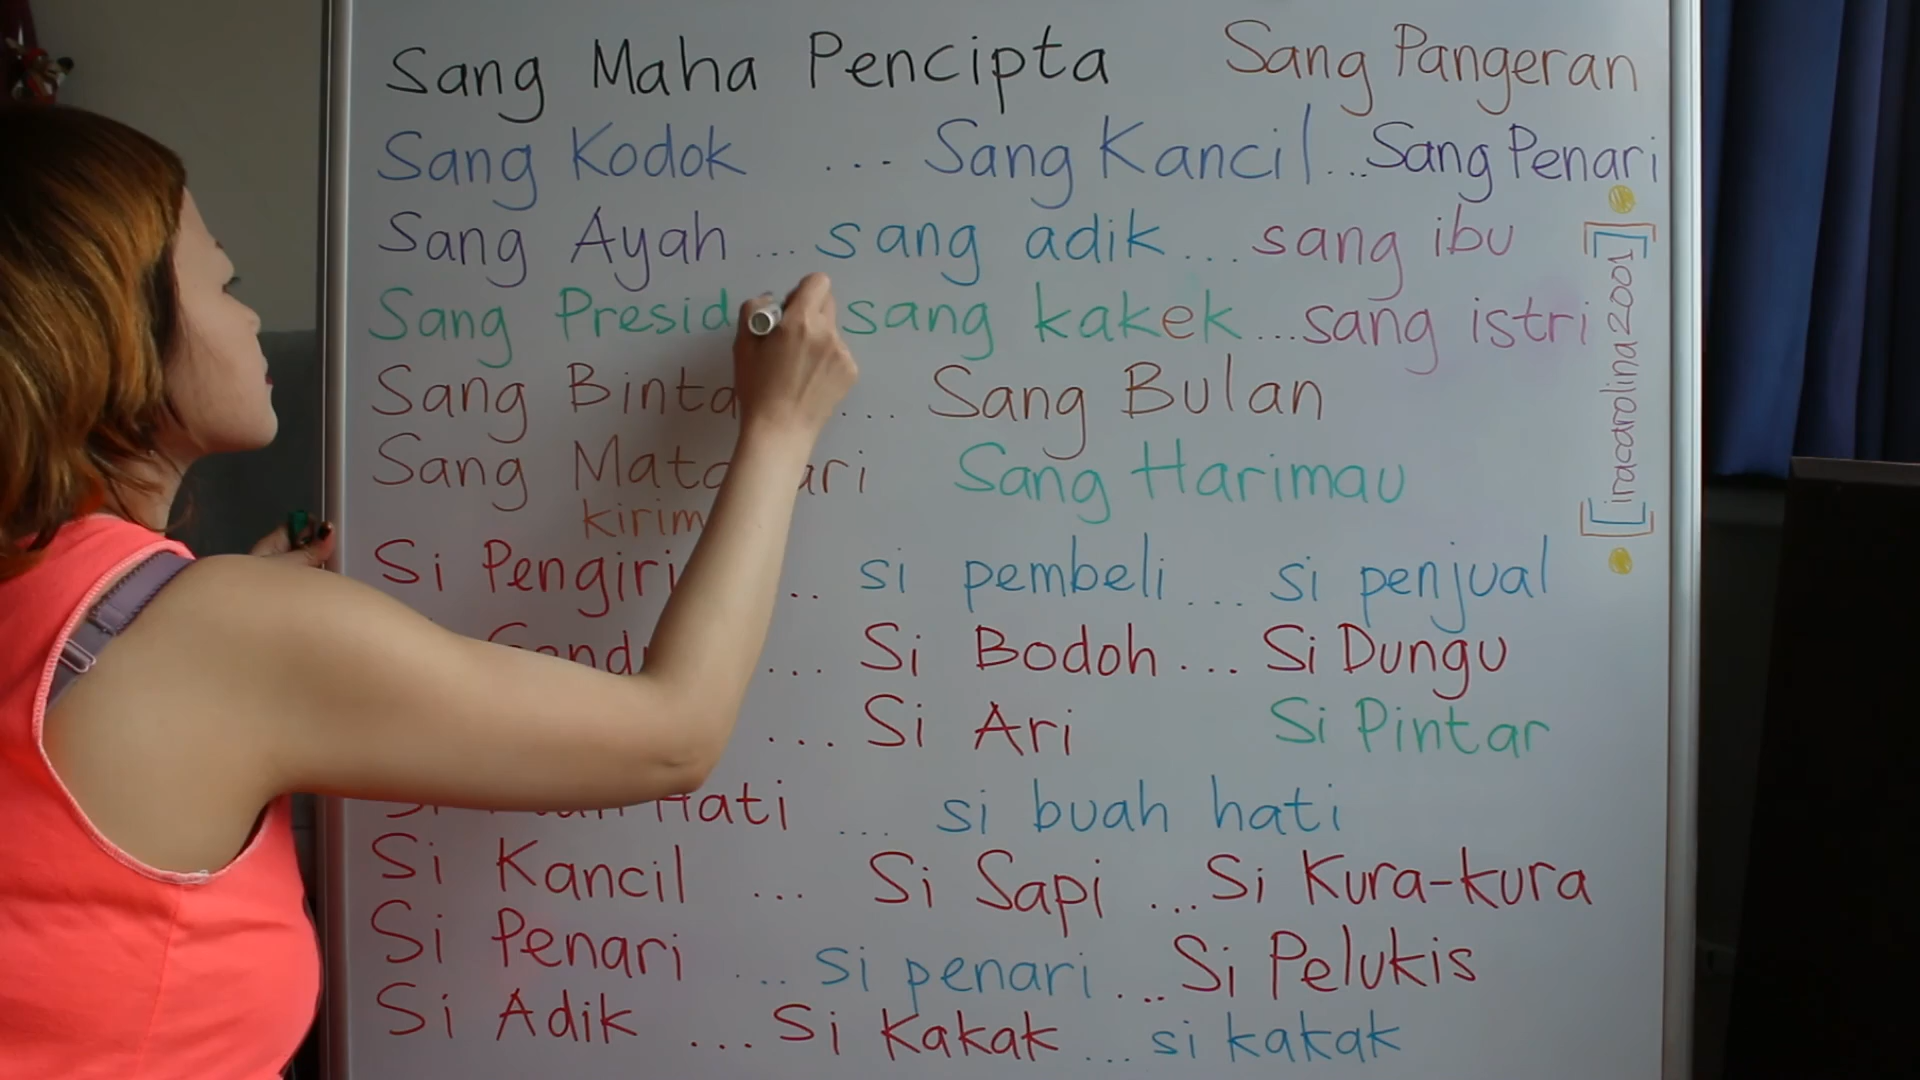 Sang Maha Pencipta Sang Pangeran
Sang Kodok ... Sang Kancil ... Sang Penari
Sang Ayah ... sang adik ... sang ibu
Sang sang kakek ... sang istri
Sang ... Sang Bulan
Sang Sang Harimau
kirim
Si ... si pembeli ... si penjual
... Si Bodoh ... Si Dungu
... Si Ari Si Pintar
Si Hati ... si buah hati
Si Kancil ... Si Sapi ... Si Kura-kura
Si Penari ... si penari ... Si Pelukis
Si Adik ... Si Kakak ... si kakak
[iracarolina2001]